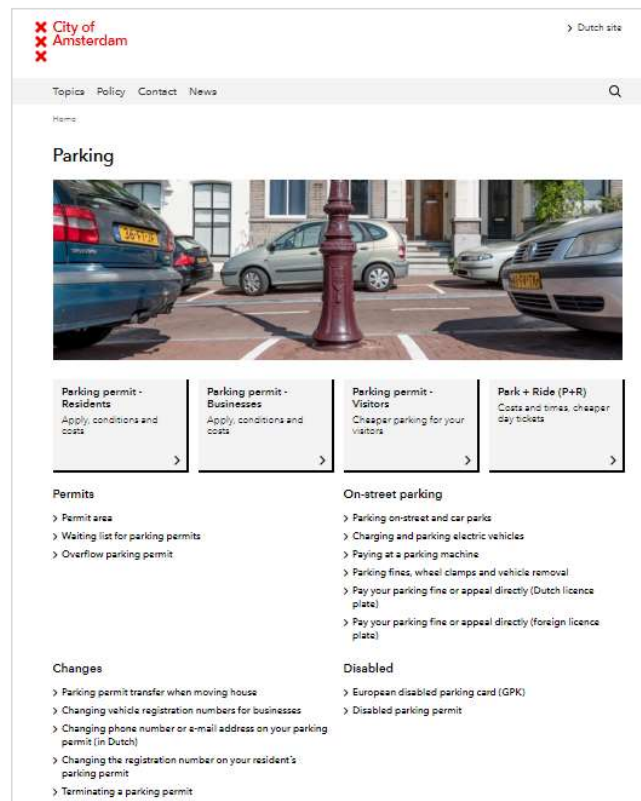 City of
Amsterdam
Dutch site
Topics Policy Contact News
Home
Parking
Parking permit -
Residents
Apply, conditions and
costs
Parking permit -
Businesses
Apply, conditions and
costs
Parking permit -
Visitors
Cheaper parking for your
visitors
Park + Ride (P+R)
Costs and times, cheaper
day tickets
Permits
Permit area
Waiting list for parking permits
Overflow parking permit
On-street parking
Parking on-street and car parks
Charging and parking electric vehicles
Paying at a parking machine
Parking fines, wheel clamps and vehicle removal
Pay your parking fine or appeal directly (Dutch licence
plate)
Pay your parking fine or appeal directly (foreign licence
plate)
Changes
Parking permit transfer when moving house
Changing vehicle registration numbers for businesses
Changing phone number or e-mail address on your parking
permit (in Dutch)
Changing the registration number on your resident's
parking permit
Terminating a parking permit
Disabled
European disabled parking card (GPK)
Disabled parking permit